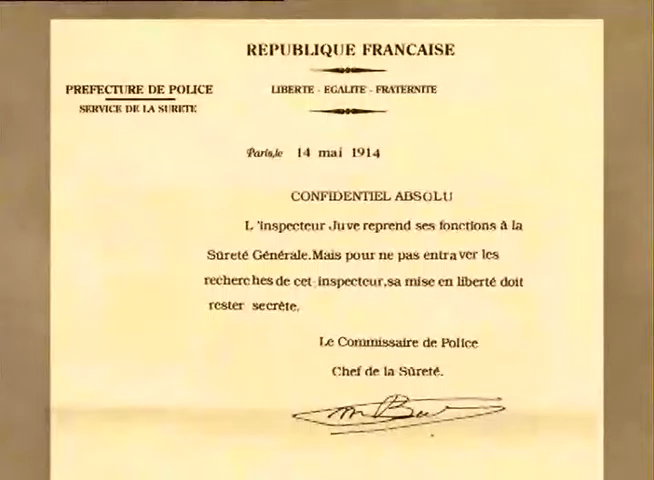 REPUBLIQUE FRANCAISE
PREFECTURE DE POLICE
LIBERTE - EGALITE - FRATERNITE
SERVICE DE LA SURETE
Paris,le 14 mai 1914
CONFIDENTIEL ABSOLU
L'inspecteur Juve reprend ses fonctions à la
Sûreté Générale.Mais pour ne pas entraver les
recherches de cet inspecteur,sa mise en liberté doit
rester secrète.
Le Commissaire de Police
Chef de la Sûreté.